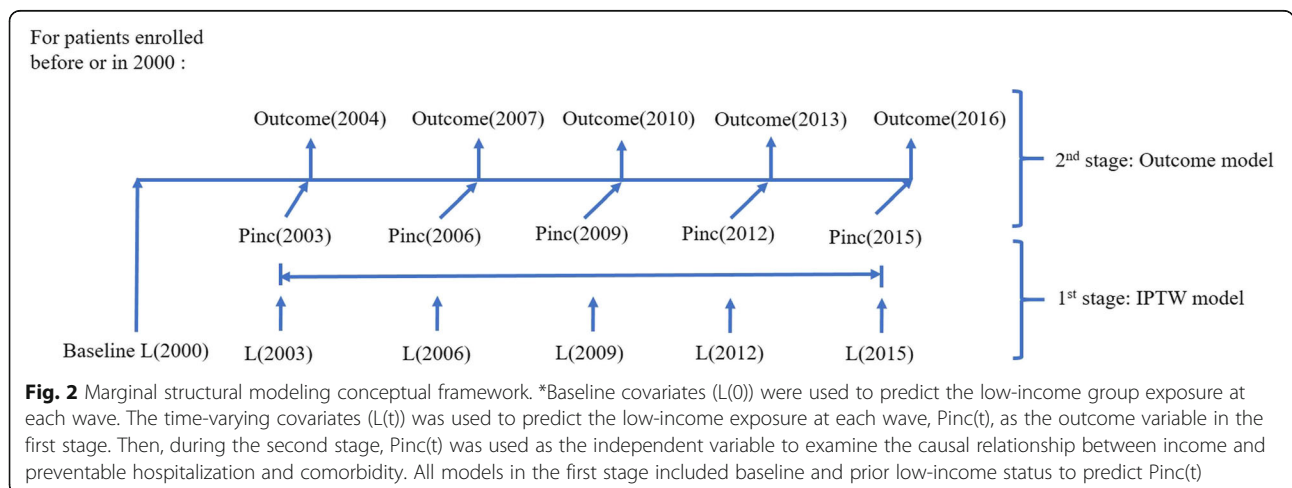 For patients enrolled
before or in 2000 :
Outcome(2004) Outcome(2007) Outcome(2010) Outcome(2013) Outcome(2016)
2nd stage: Outcome model
Pinc(2003) Pinc(2006) Pinc(2009) Pinc(2012) Pinc(2015)
1st stage: IPTW model
Baseline L(2000) L(2003) L(2006) L(2009) L(2012) L(2015)
Fig. 2 Marginal structural modeling conceptual framework. *Baseline covariates (L(0)) were used to predict the low-income group exposure at
each wave. The time-varying covariates (L(t)) was used to predict the low-income exposure at each wave, Pinc(t), as the outcome variable in the
first stage. Then, during the second stage, Pinc(t) was used as the independent variable to examine the causal relationship between income and
preventable hospitalization and comorbidity. All models in the first stage included baseline and prior low-income status to predict Pinc(t)